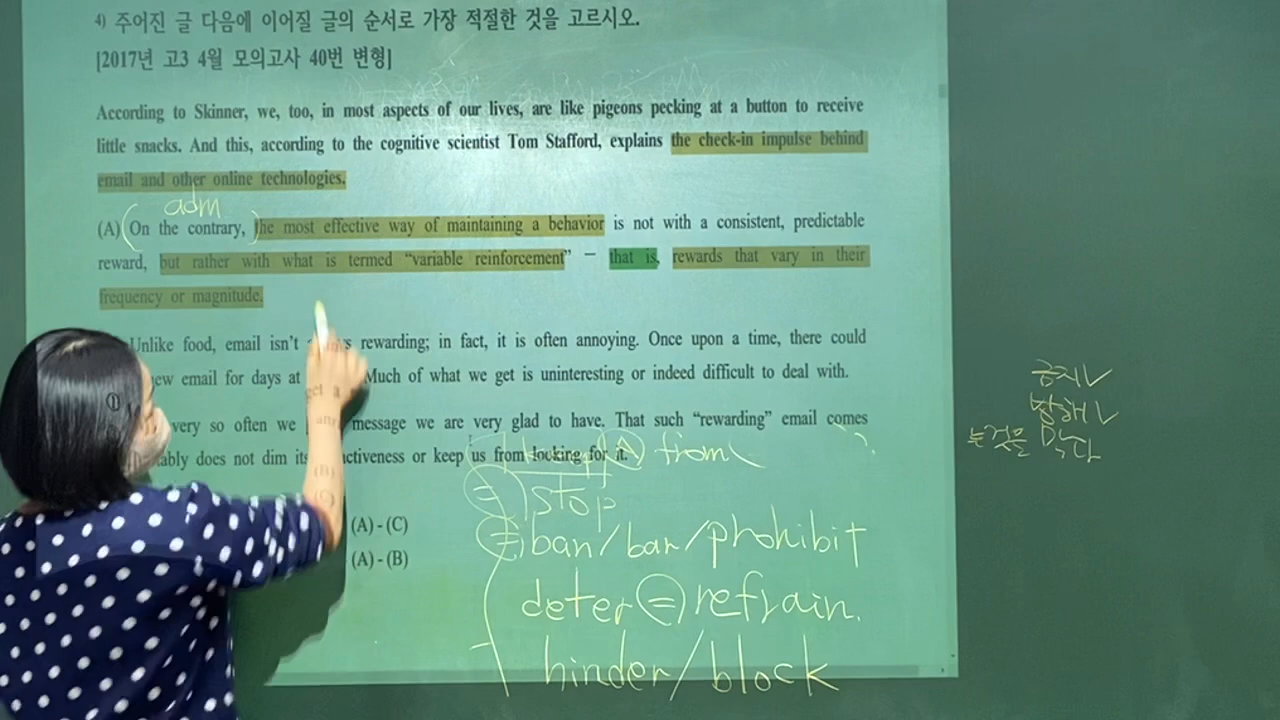 4) 주어진 글 다음에 이어질 글의 순서로 가장 적절한 것을 고르시오.
[2017년 고3 4월 모의고사 40번 변형]
According to Skinner, we, too, in most aspects of our lives, are like pigeons pecking at a button to receive
little snacks. And this, according to the cognitive scientist Tom Stafford, explains the check-in impulse behind
email and other online technologies.
adm
(A) (On the contrary,) the most effective way of maintaining a behavior is not with a consistent, predictable
reward, but rather with what is termed “variable reinforcement” – that is, rewards that vary in their
frequency or magnitude.
Unlike food, email isn't rewarding; in fact, it is often annoying. Once upon a time, there could
email for days at Much of what we get is uninteresting or indeed difficult to deal with.
so often we message we are very glad to have. That such “rewarding” email comes
does not dim or keep us from looking for it.
from
= stop
= ban/bar/prohibit
deter = refrain.
hinder/block
①
(A) - (C)
(A) - (B)
금지
방해
는것을 막다